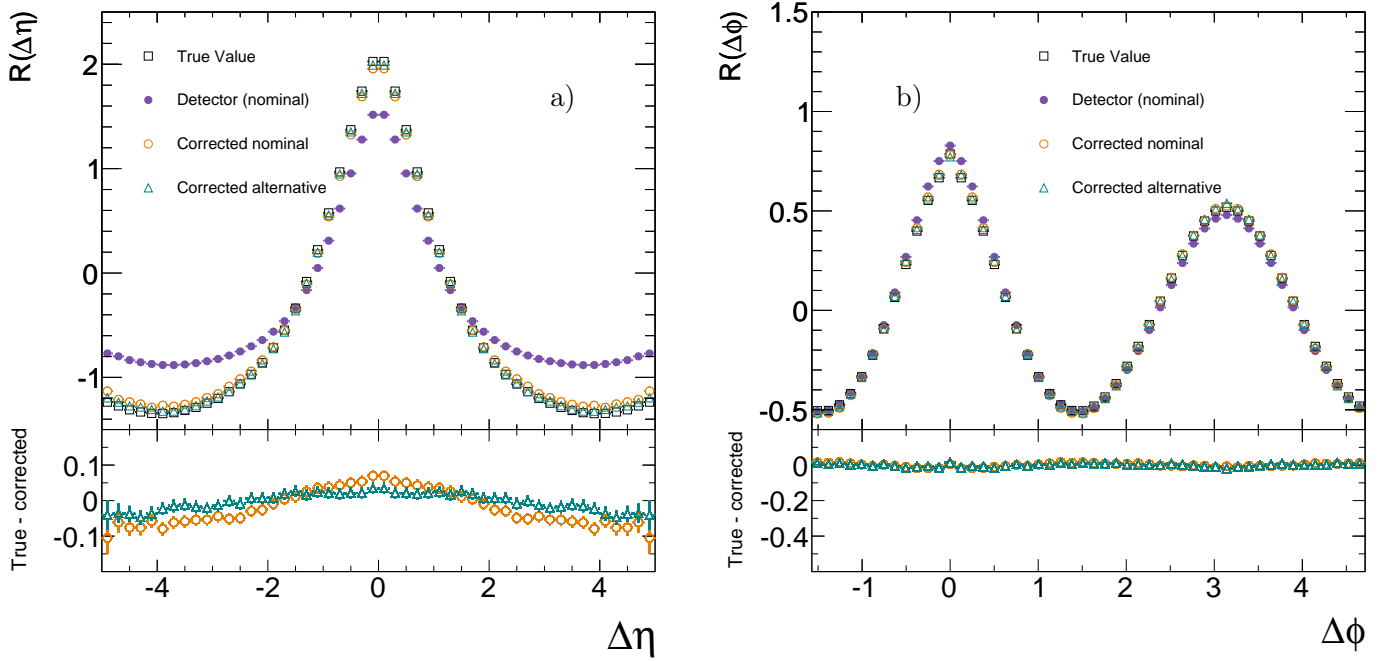 R(Δη)
2
1
0
-1
True Value
Detector (nominal)
Corrected nominal
Corrected alternative
a)
True - corrected
0.1
0
-0.1
-4 -2 0 2 4
Δη
R(Δϕ)
1.5
1
0.5
0
-0.5
True Value
Detector (nominal)
Corrected nominal
Corrected alternative
b)
True - corrected
0
-0.2
-0.4
-1 0 1 2 3 4
Δϕ